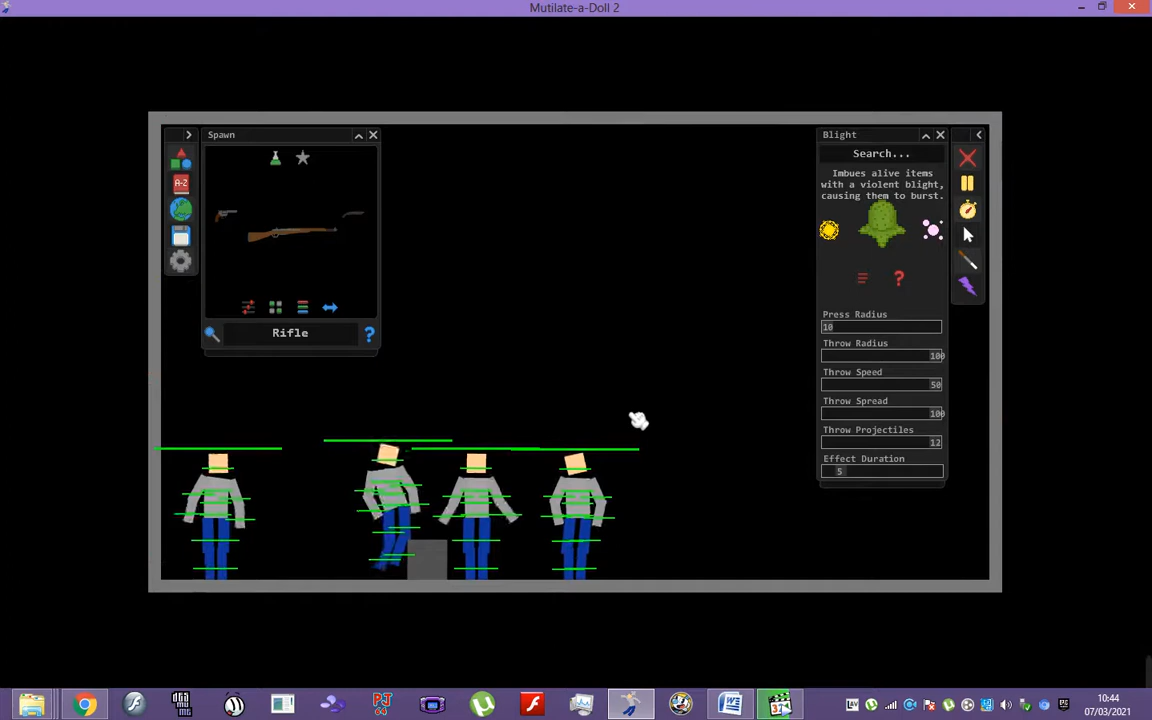 Mutilate-a-Doll 2
Spawn
A-Z
Rifle
?
Blight
Search...
Imbues alive items
with a violent blight,
causing them to burst.
?
Press Radius
10
Throw Radius
100
Throw Speed
50
Throw Spread
100
Throw Projectiles
12
Effect Duration
5
10:44
07/03/2021